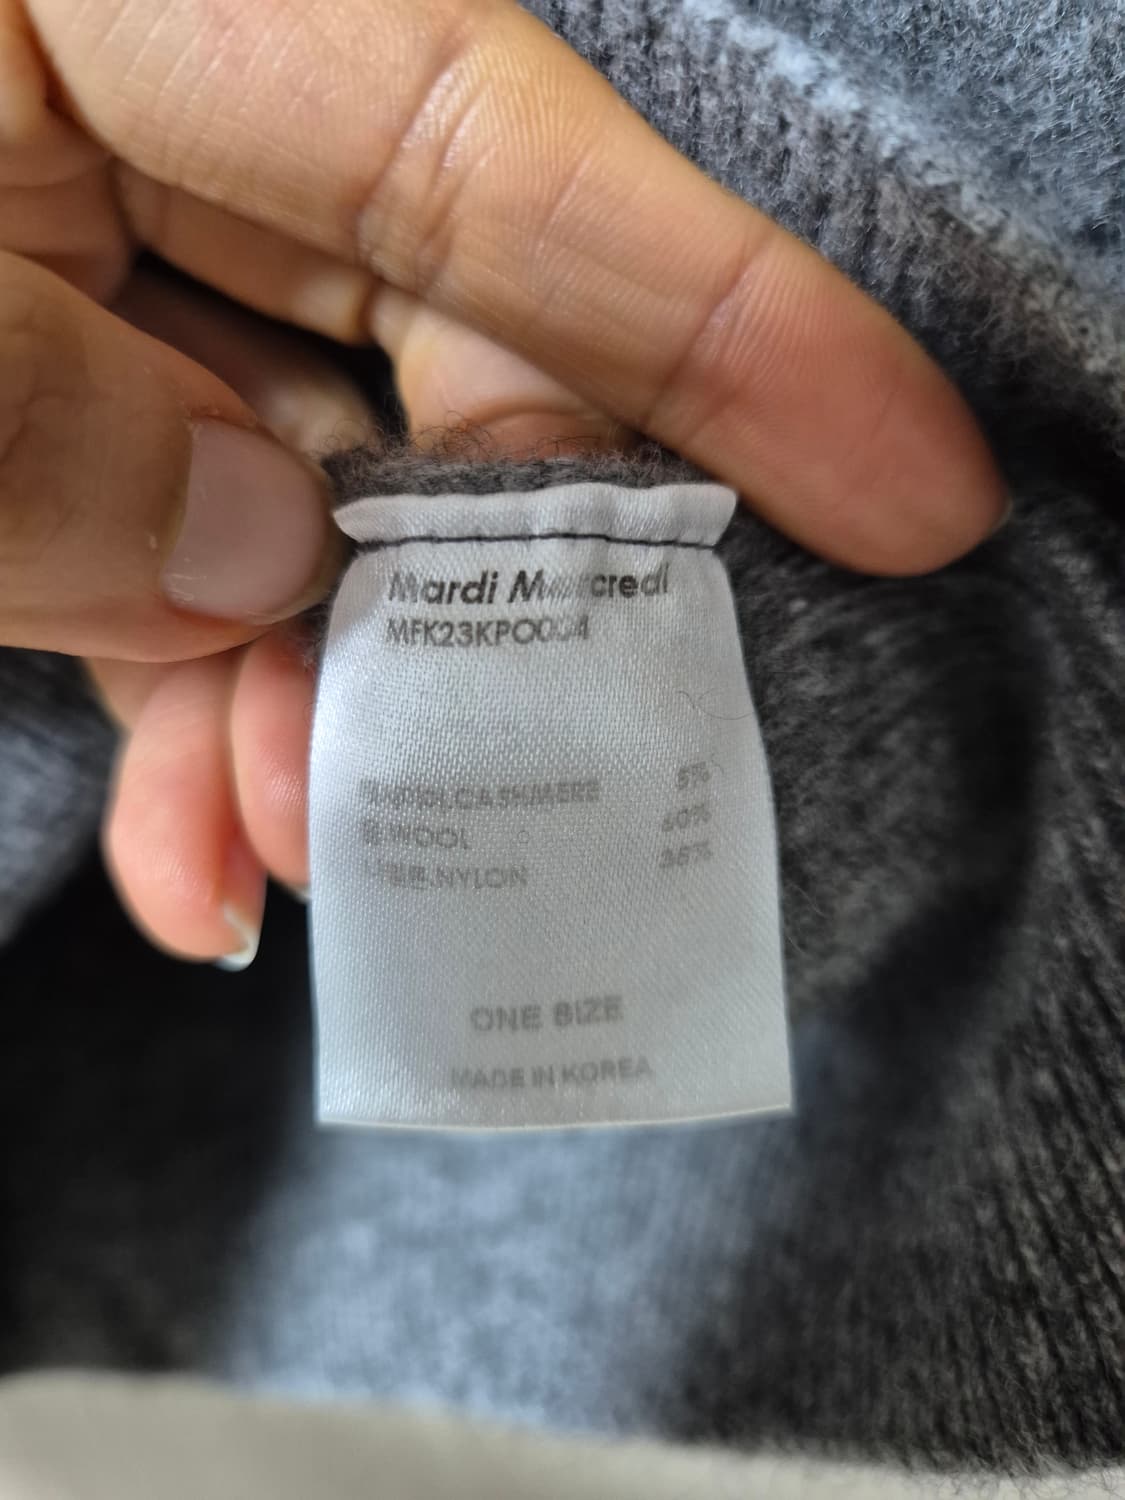 Mardi Mercredi
MFK23KPO004
CASHMERE 5%
WOOL 60%
NYLON 35%
ONE SIZE
MADE IN KOREA